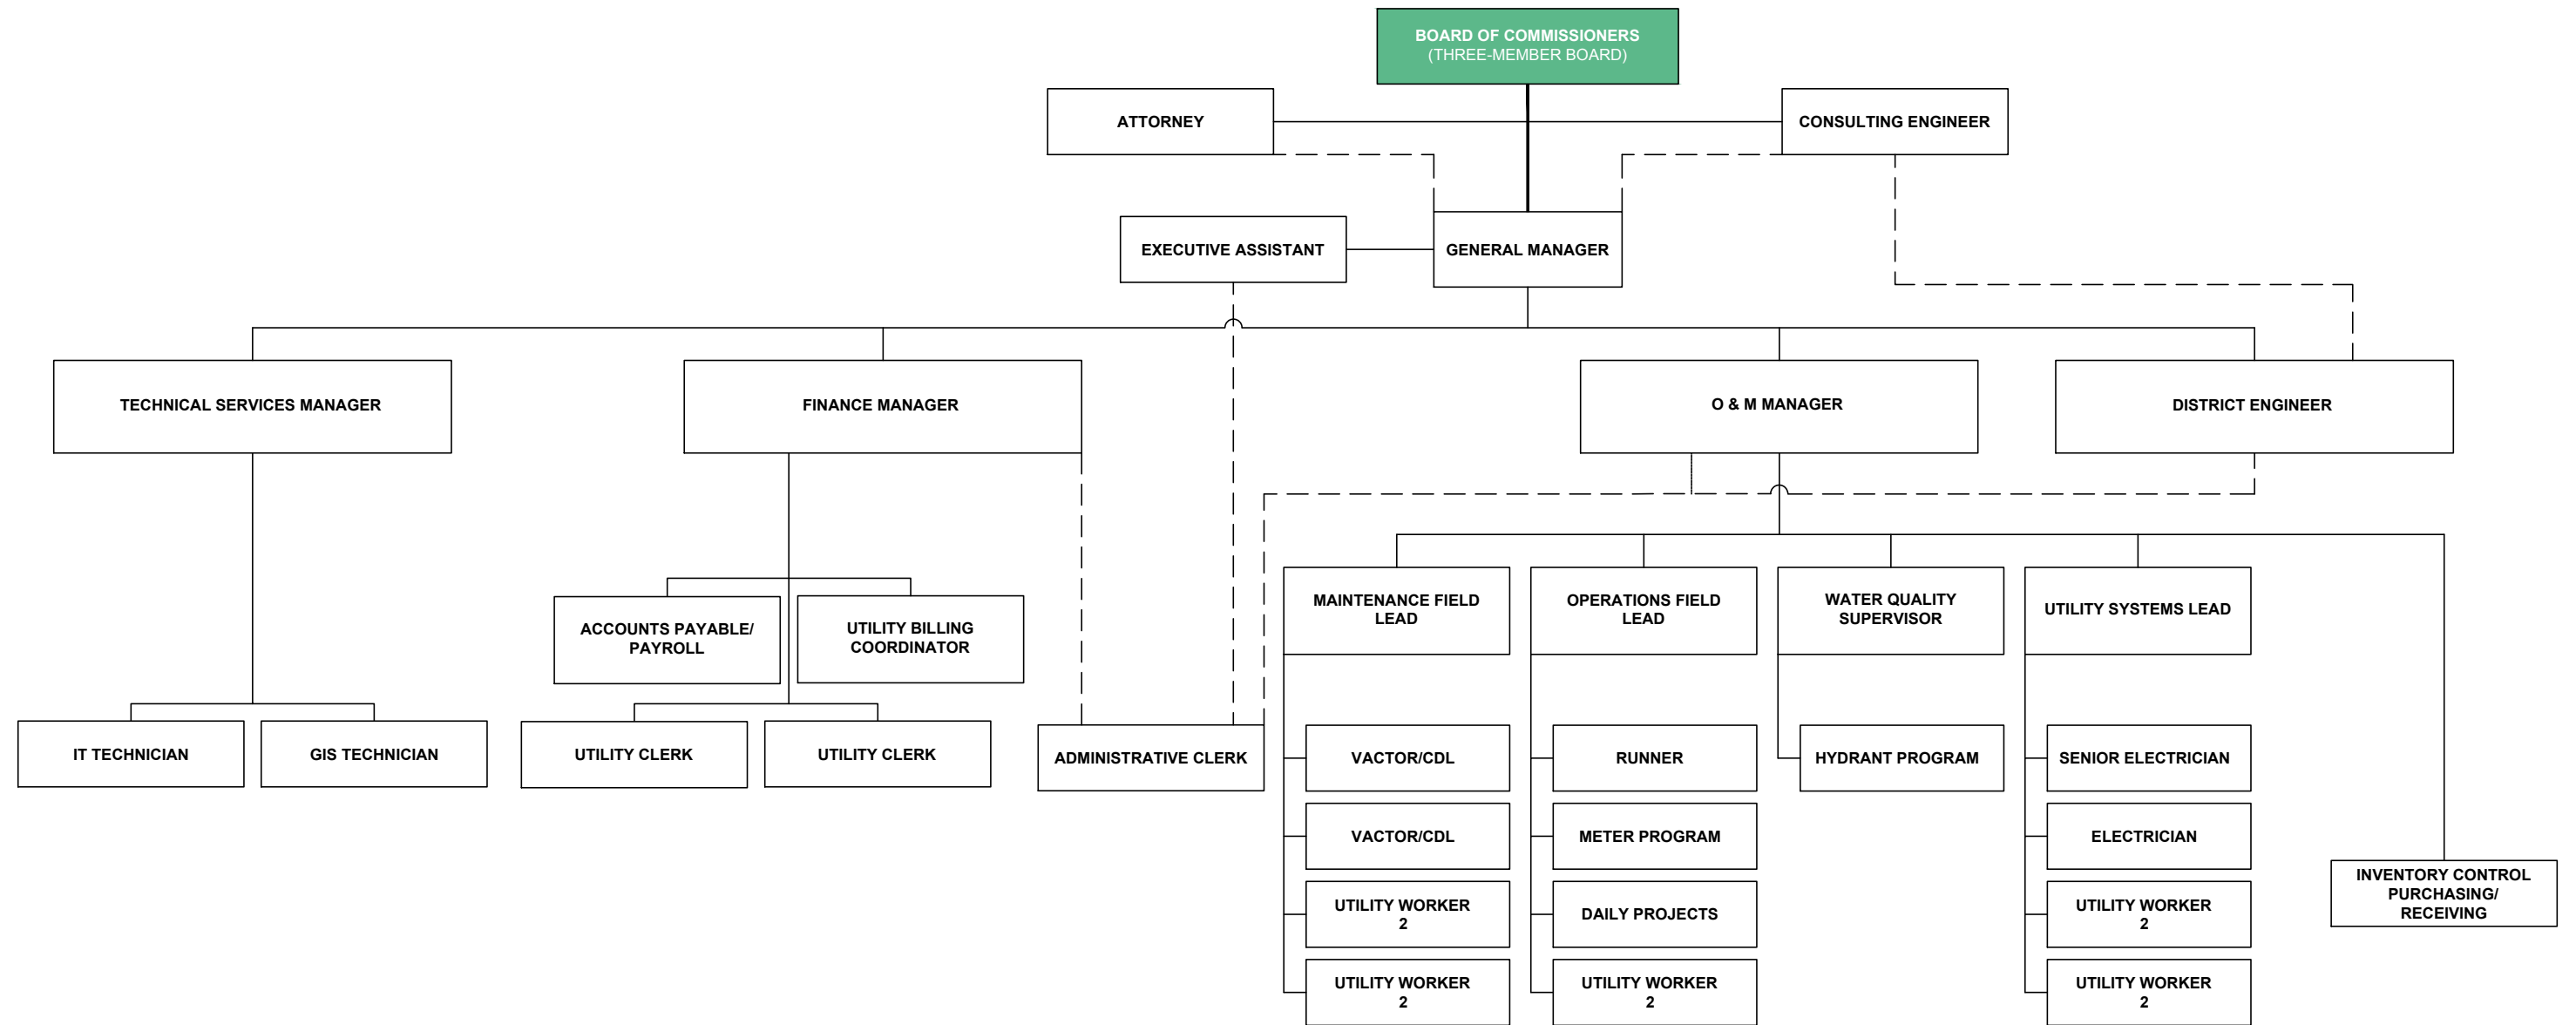 BOARD OF COMMISSIONERS
(THREE-MEMBER BOARD)
ATTORNEY
CONSULTING ENGINEER
EXECUTIVE ASSISTANT
GENERAL MANAGER
TECHNICAL SERVICES MANAGER
FINANCE MANAGER
O & M MANAGER
DISTRICT ENGINEER
MAINTENANCE FIELD
LEAD
OPERATIONS FIELD
LEAD
WATER QUALITY
SUPERVISOR
UTILITY SYSTEMS LEAD
ACCOUNTS PAYABLE/
PAYROLL
UTILITY BILLING
COORDINATOR
IT TECHNICIAN
GIS TECHNICIAN
UTILITY CLERK
UTILITY CLERK
ADMINISTRATIVE CLERK
VACTOR/CDL
RUNNER
HYDRANT PROGRAM
SENIOR ELECTRICIAN
VACTOR/CDL
METER PROGRAM
ELECTRICIAN
INVENTORY CONTROL
PURCHASING/
RECEIVING
UTILITY WORKER
2
DAILY PROJECTS
UTILITY WORKER
2
UTILITY WORKER
2
UTILITY WORKER
2
UTILITY WORKER
2